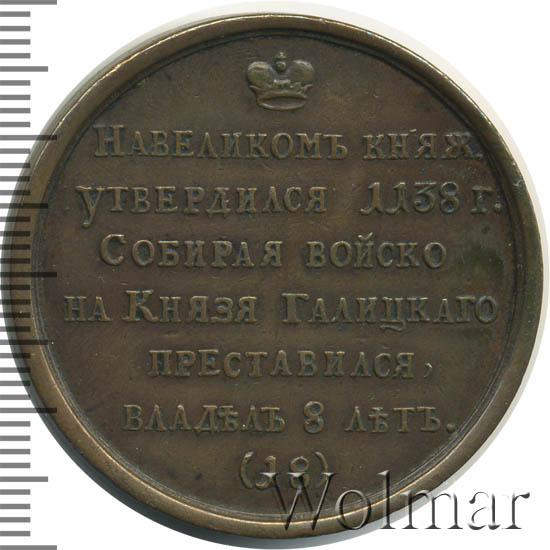 НАВЕЛИКОМЪ КНЯЖ.
УТВЕРДИЛСЯ 1138 Г.
СОБИРАЯ ВОЙСКО
НА КНЯЗЯ ГАЛИЦКАГО
ПРЕСТАВИЛСЯ,
ВЛАДѢЛЪ 8 ЛѢТЪ.
(18)
Wolmar